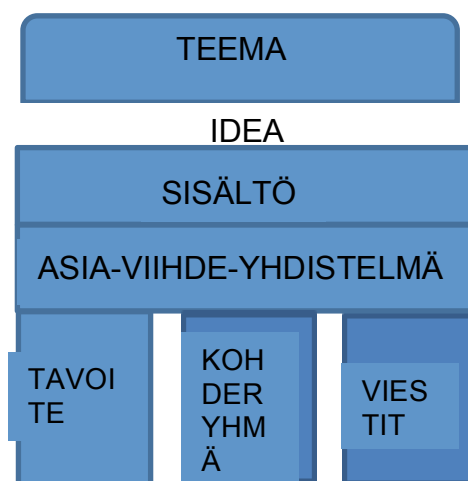 TEEMA
IDEA
SISÄLTÖ
ASIA-VIIHDE-YHDISTELMÄ
TAVOI
TE
KOH
DER
YHM
Ä
VIES
TIT